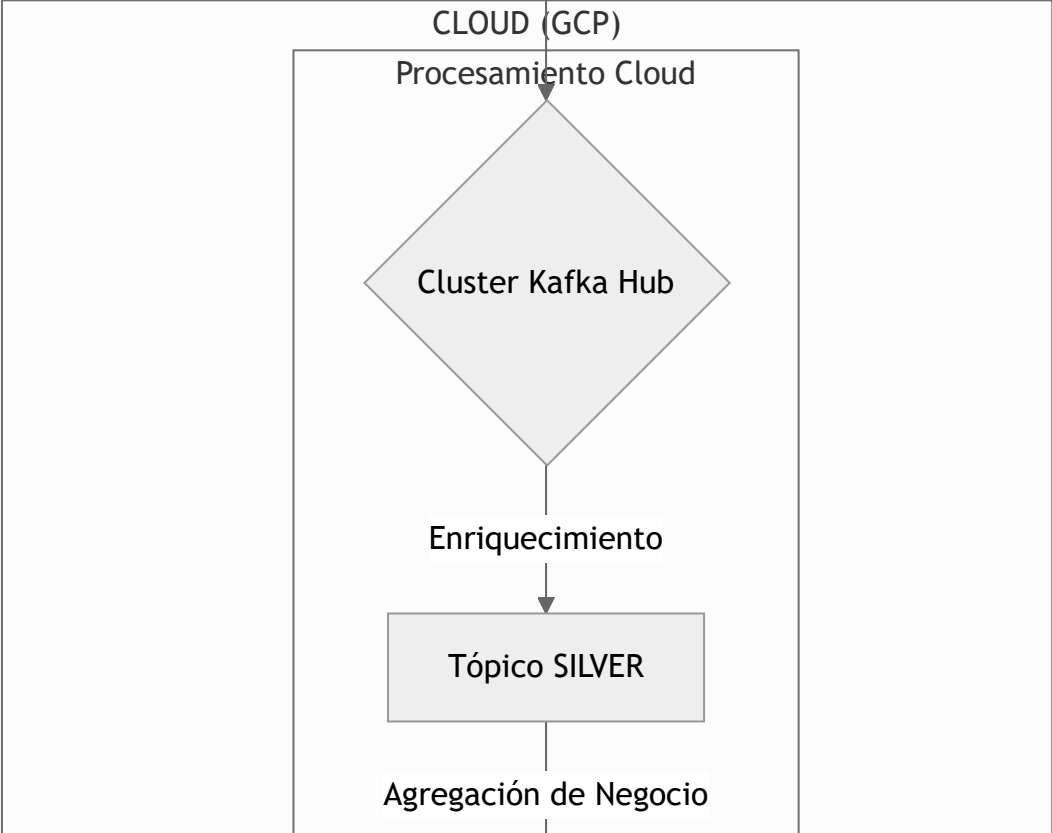 CLOUD (GCP)
Procesamiento Cloud
Cluster Kafka Hub
Enriquecimiento
Tópico SILVER
Agregación de Negocio